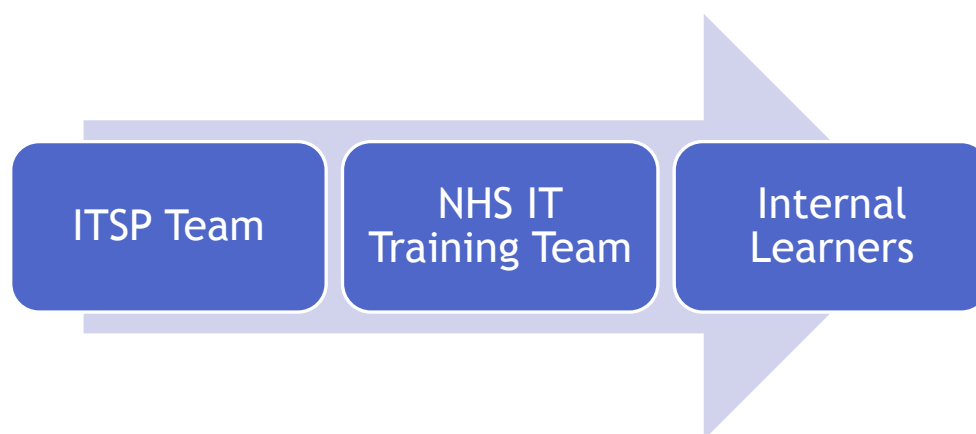 ITSP Team
NHS IT
Training Team
Internal
Learners